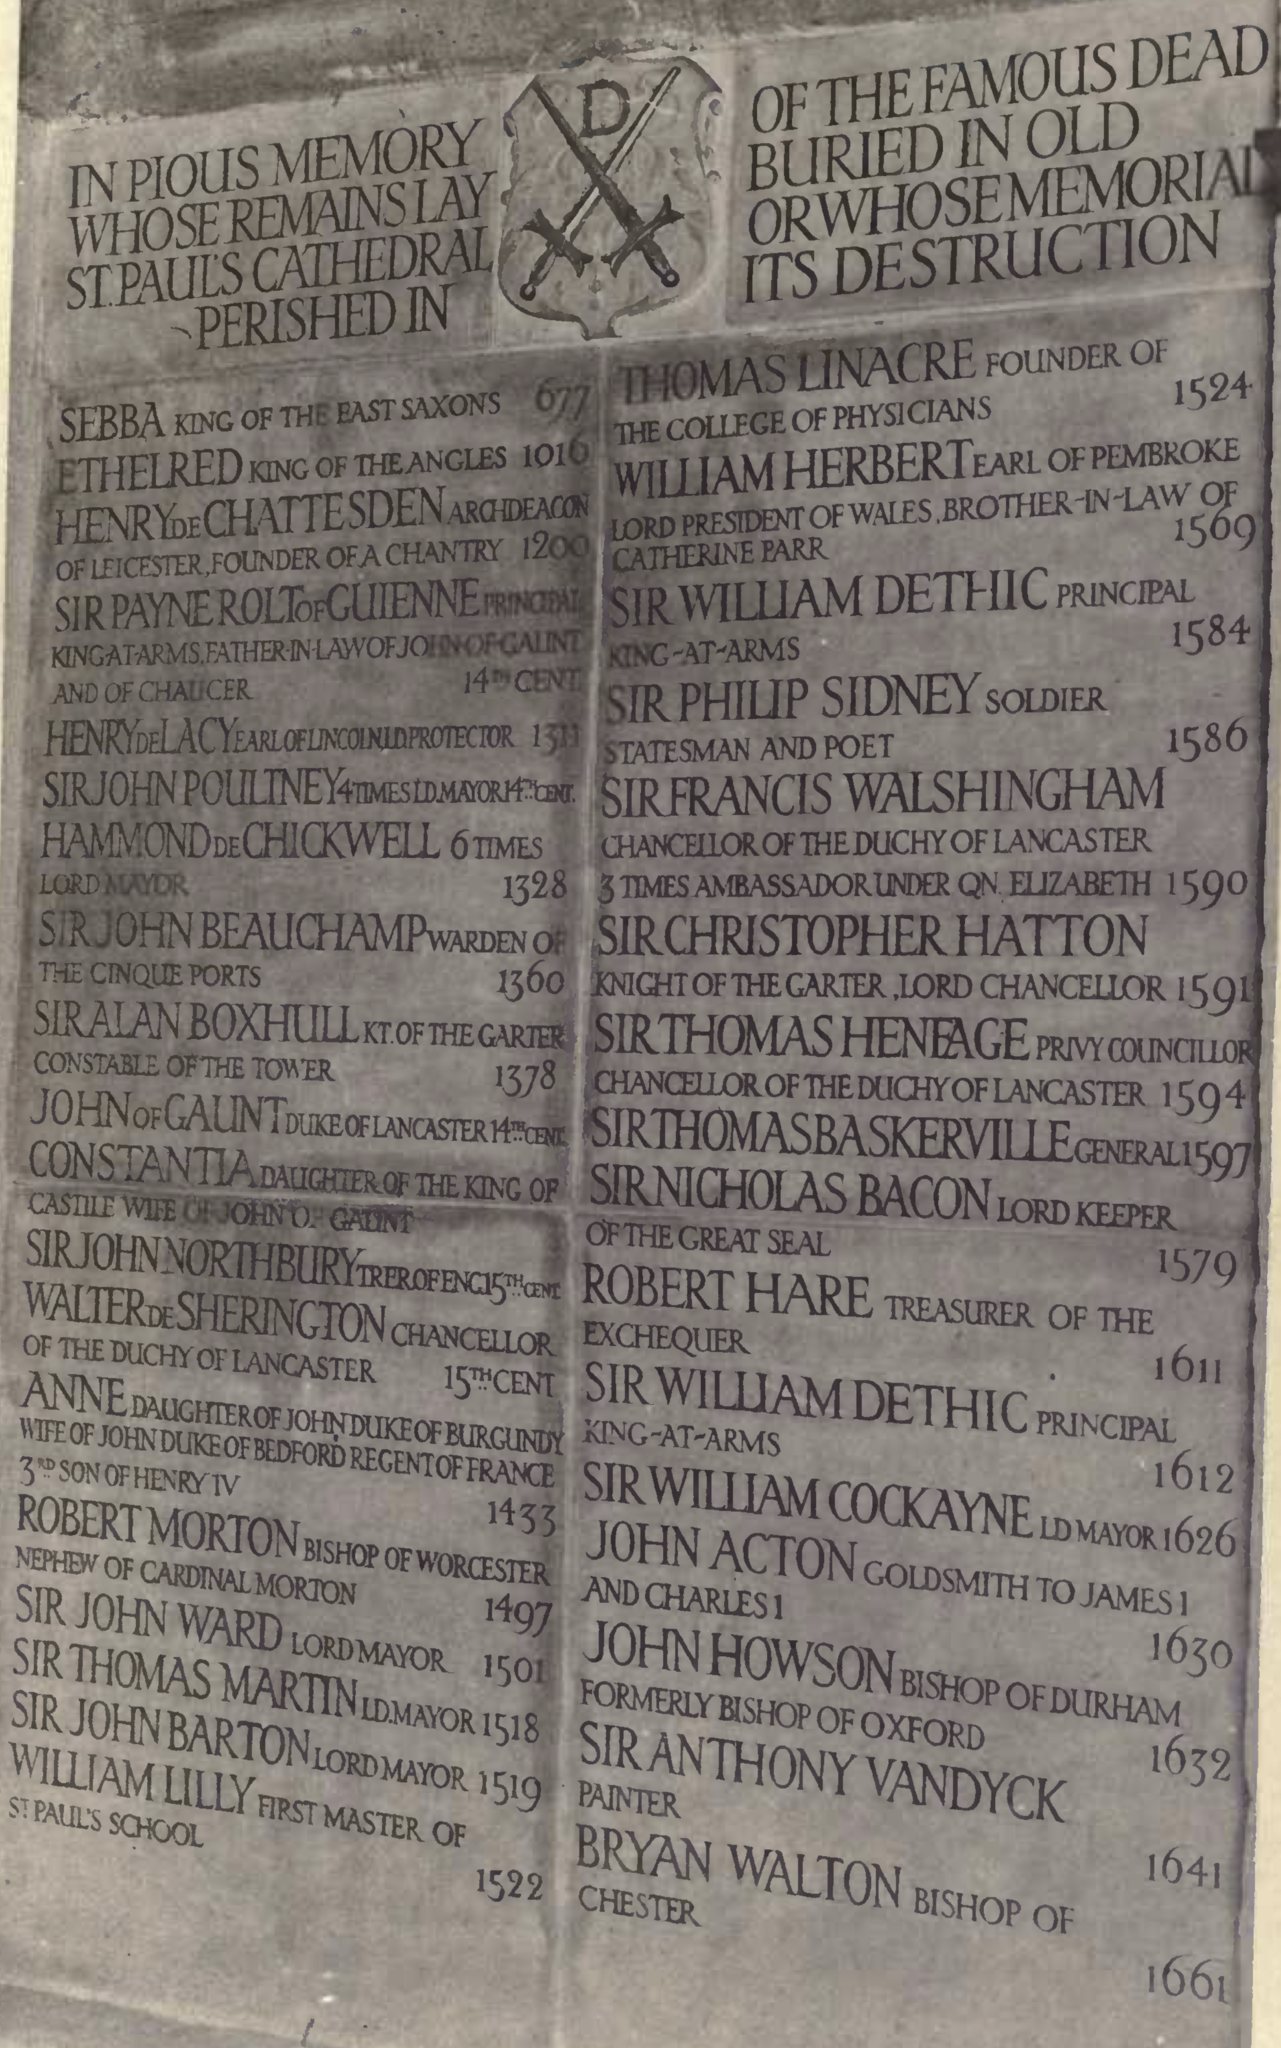 IN PIOUS MEMORY OF THE FAMOUS DEAD
WHOSE REMAINS LAY BURIED IN OLD
ST. PAUL'S CATHEDRAL OR WHOSE MEMORIAL
PERISHED IN ITS DESTRUCTION
D
SEBBA KING OF THE EAST SAXONS 677
ETHELRED KING OF THE ANGLES 1016
HENRY DE CHATTESDEN ARCHDEACON
OF LEICESTER, FOUNDER OF A CHANTRY 1200
SIR PAYNE ROLT OF GUIENNE PRINCIPAL
KING-AT-ARMS, FATHER-IN-LAW OF JOHN OF GAUNT
AND OF CHAUCER 14TH CENT.
HENRY DE LACY EARL OF LINCOLN LD. PROTECTOR 1311
SIR JOHN POULTNEY 4 TIMES LD. MAYOR 14TH CENT.
HAMMOND DE CHICKWELL 6 TIMES
LORD MAYOR 1328
SIR JOHN BEAUCHAMP WARDEN OF
THE CINQUE PORTS 1360
SIR ALAN BOXHULL KT. OF THE GARTER
CONSTABLE OF THE TOWER 1378
JOHN OF GAUNT DUKE OF LANCASTER 14TH CENT.
CONSTANTIA DAUGHTER OF THE KING OF
CASTILE WIFE OF JOHN OF GAUNT
SIR JOHN NORTHBURY TRER. OF ENG. 15TH CENT.
WALTER DE SHERINGTON CHANCELLOR
OF THE DUCHY OF LANCASTER 15TH CENT
ANNE DAUGHTER OF JOHN DUKE OF BURGUNDY
WIFE OF JOHN DUKE OF BEDFORD REGENT OF FRANCE
3RD SON OF HENRY IV 1433
ROBERT MORTON BISHOP OF WORCESTER
NEPHEW OF CARDINAL MORTON 1497
SIR JOHN WARD LORD MAYOR 1501
SIR THOMAS MARTIN LD. MAYOR 1518
SIR JOHN BARTON LORD MAYOR 1519
WILLIAM LILLY FIRST MASTER OF
ST. PAUL'S SCHOOL 1522
THOMAS LINACRE FOUNDER OF
THE COLLEGE OF PHYSICIANS 1524
WILLIAM HERBERT EARL OF PEMBROKE
LORD PRESIDENT OF WALES, BROTHER-IN-LAW OF
CATHERINE PARR 1569
SIR WILLIAM DETHIC PRINCIPAL
KING-AT-ARMS 1584
SIR PHILIP SIDNEY SOLDIER
STATESMAN AND POET 1586
SIR FRANCIS WALSHINGHAM
CHANCELLOR OF THE DUCHY OF LANCASTER
3 TIMES AMBASSADOR UNDER QN. ELIZABETH 1590
SIR CHRISTOPHER HATTON
KNIGHT OF THE GARTER, LORD CHANCELLOR 1591
SIR THOMAS HENEAGE PRIVY COUNCILLOR
CHANCELLOR OF THE DUCHY OF LANCASTER 1594
SIR THOMAS BASKERVILLE GENERAL 1597
SIR NICHOLAS BACON LORD KEEPER
OF THE GREAT SEAL 1579
ROBERT HARE TREASURER OF THE
EXCHEQUER 1611
SIR WILLIAM DETHIC PRINCIPAL
KING-AT-ARMS 1612
SIR WILLIAM COCKAYNE LD MAYOR 1626
JOHN ACTON GOLDSMITH TO JAMES I
AND CHARLES I 1630
JOHN HOWSON BISHOP OF DURHAM
FORMERLY BISHOP OF OXFORD 1632
SIR ANTHONY VANDYCK
PAINTER 1641
BRYAN WALTON BISHOP OF
CHESTER 1661